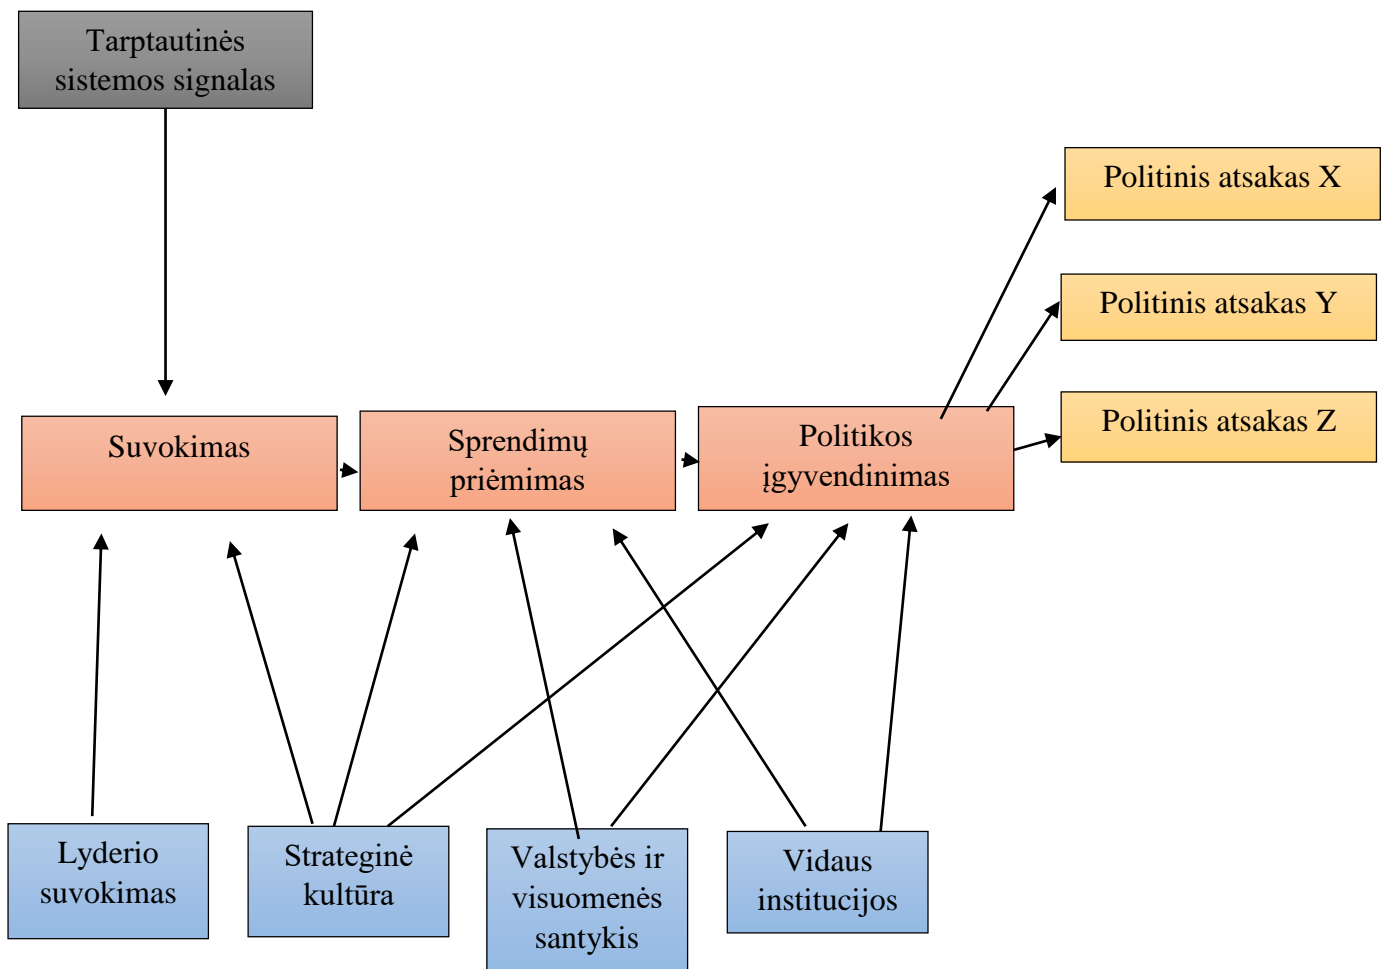 Tarptautinės
sistemos signalas
Politinis atsakas X
Politinis atsakas Y
Politinis atsakas Z
Suvokimas
Sprendimų
priėmimas
Politikos
įgyvendinimas
Lyderio
suvokimas
Strateginė
kultūra
Valstybės ir
visuomenės
santykis
Vidaus
institucijos